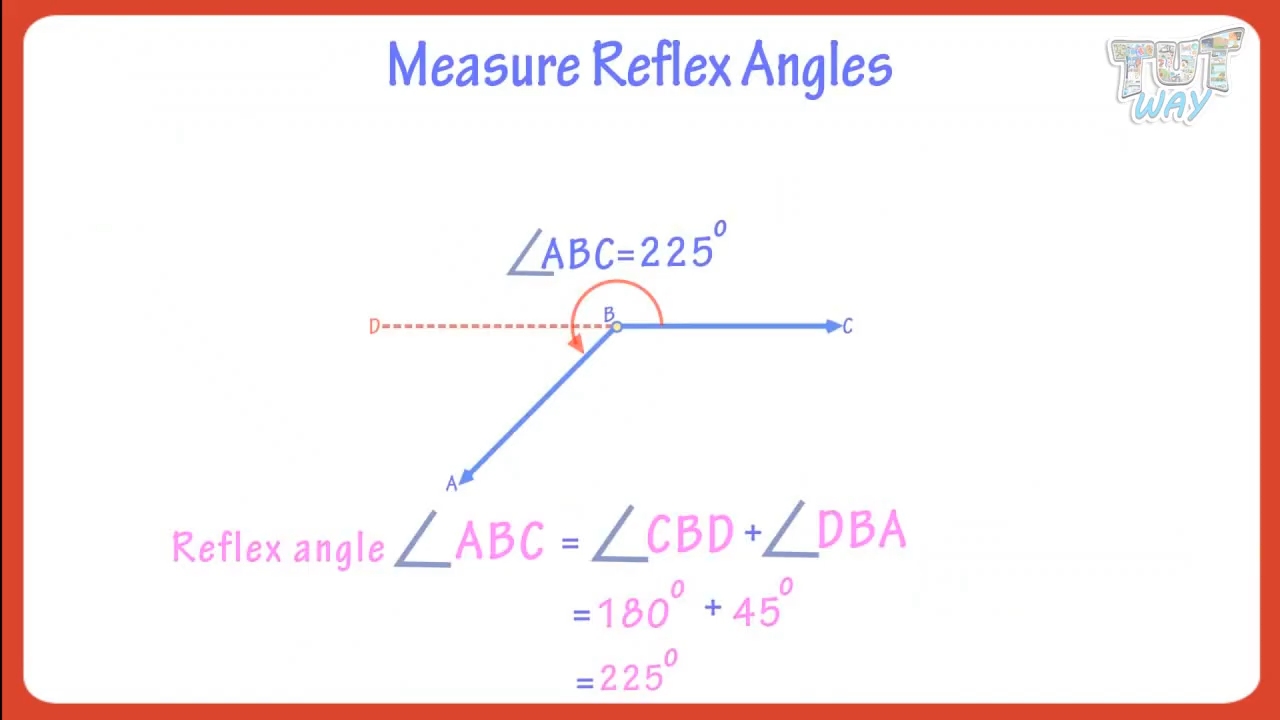 Measure Reflex Angles
TUT
WAY
∠ABC=225°
D
B
C
A
Reflex angle ∠ABC = ∠CBD + ∠DBA
= 180° + 45°
= 225°